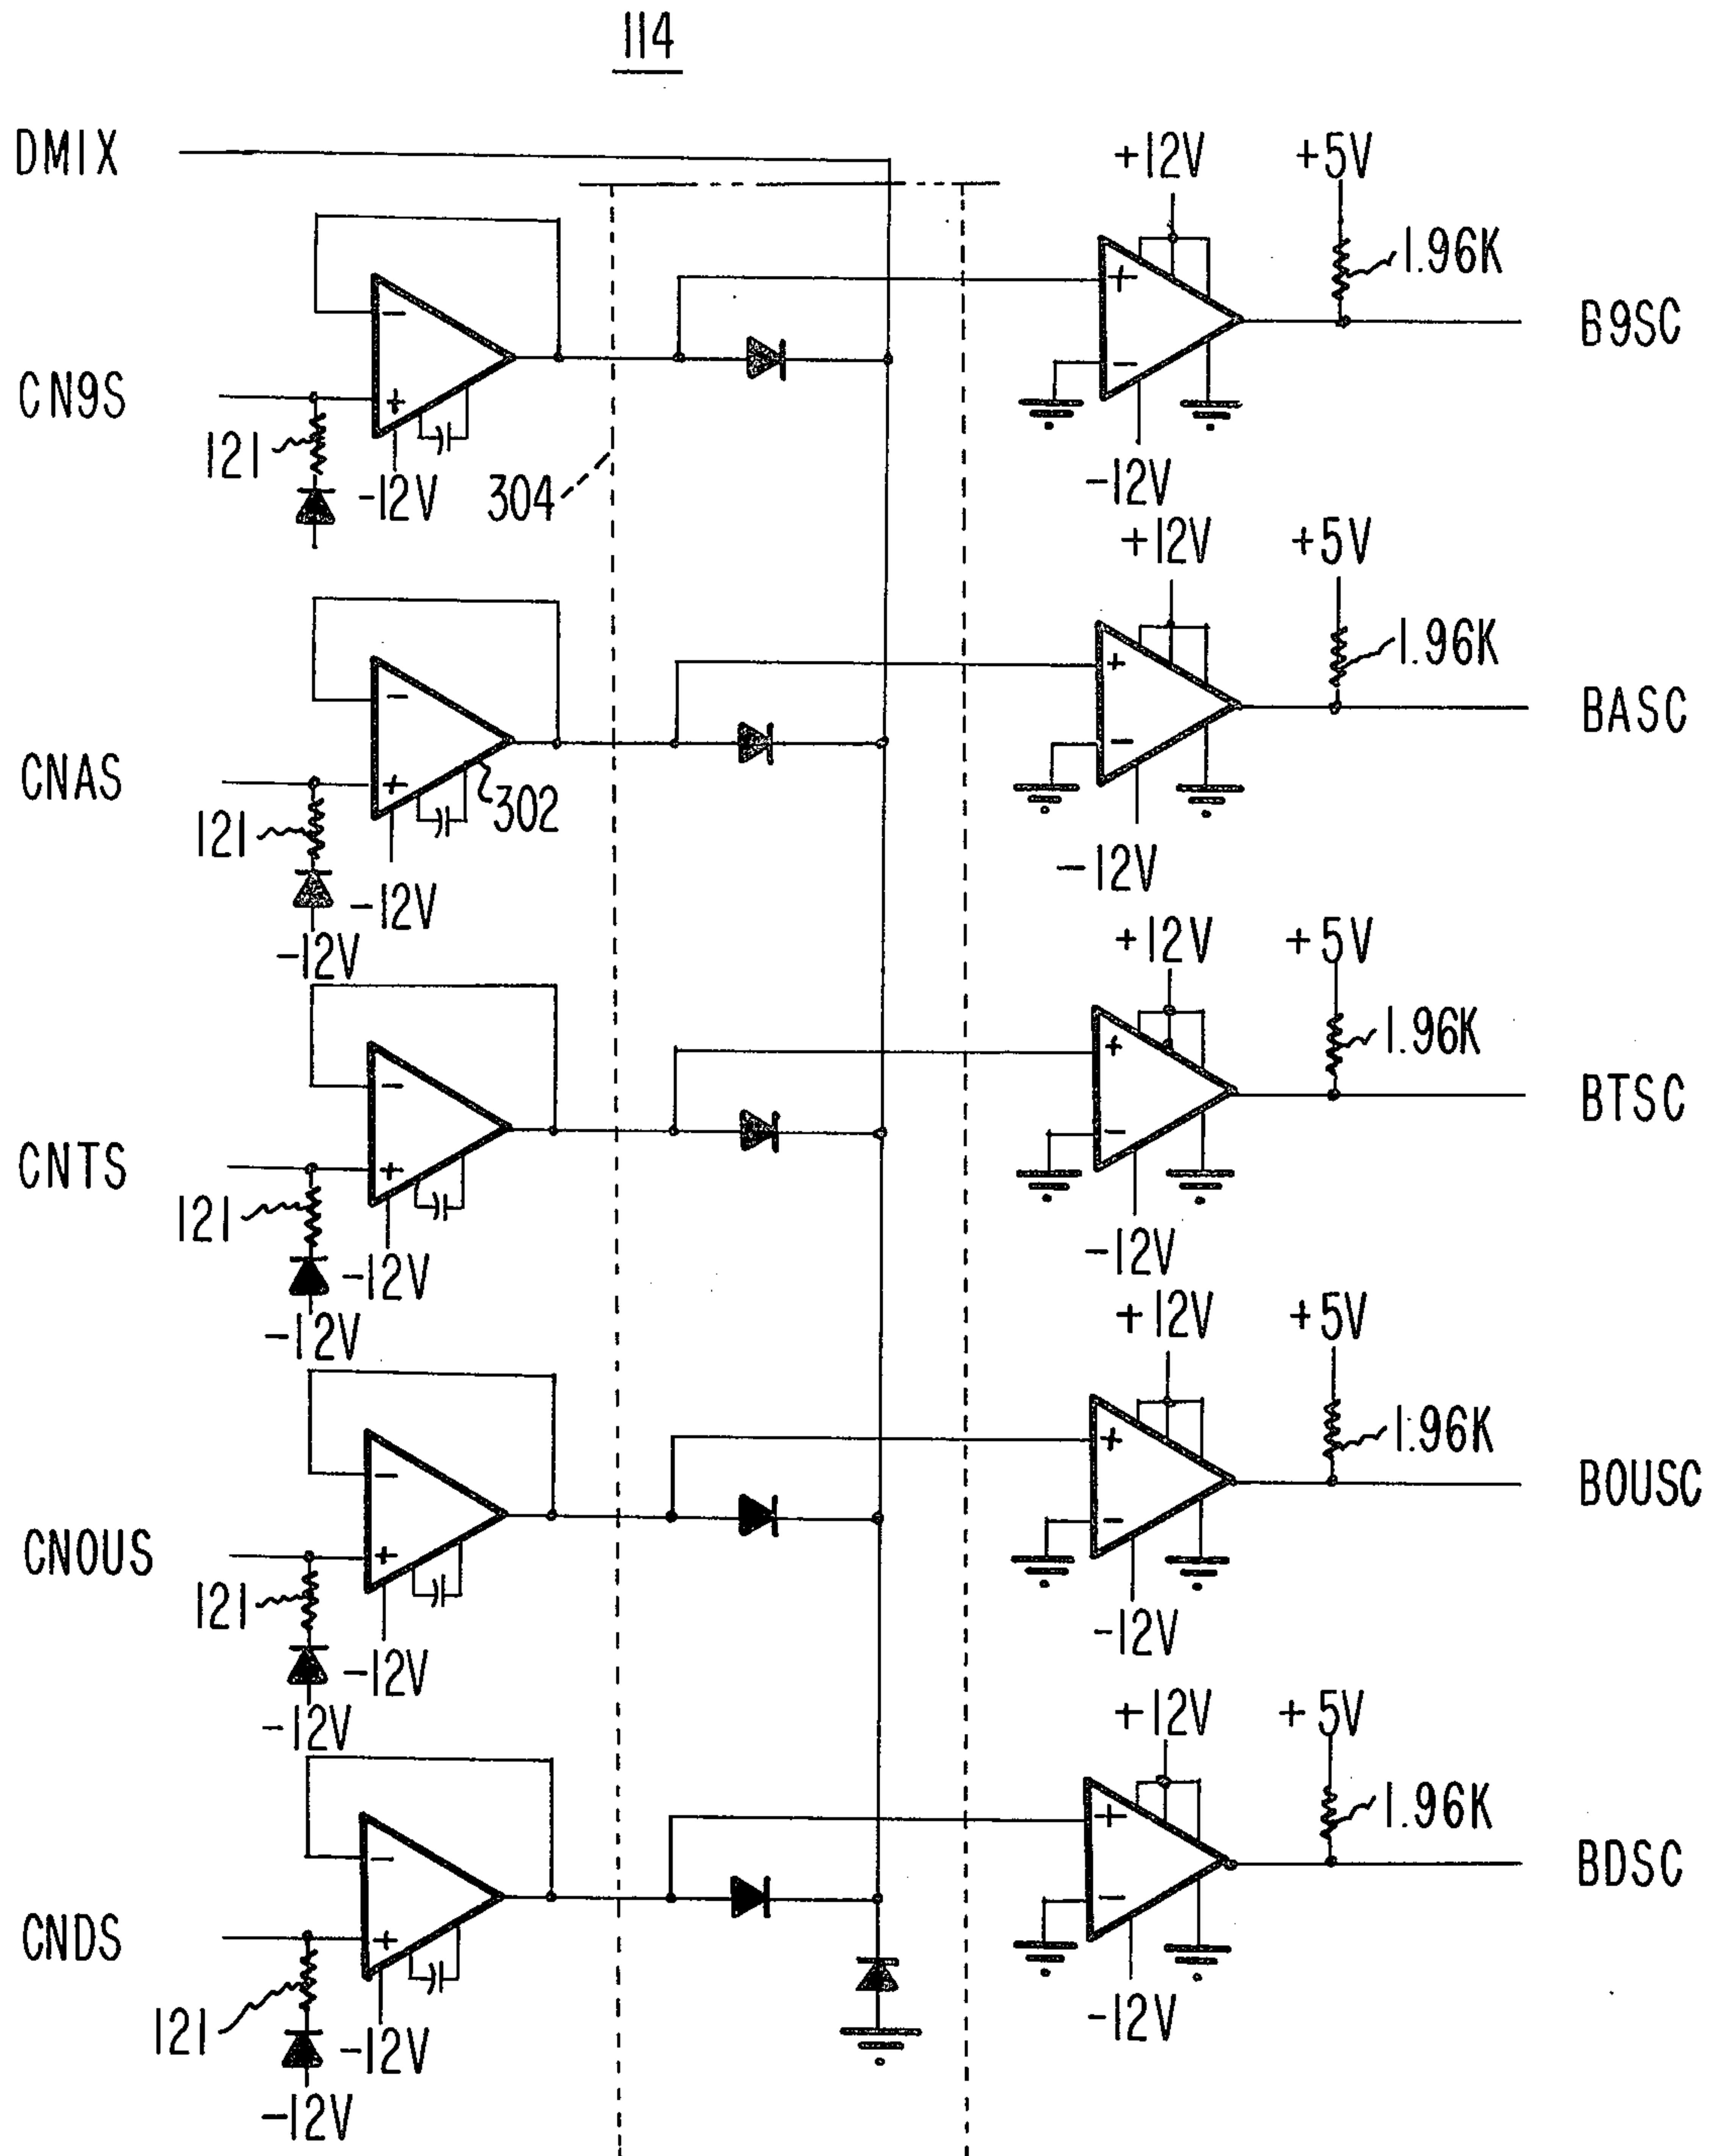 114
DMIX
+12V +5V
1.96K
B9SC
CN9S
121
-12V
304
-12V
+12V +5V
1.96K
BASC
CNAS
302
121
-12V
-12V
-12V
+12V +5V
1.96K
BTSC
CNTS
121
-12V
-12V
-12V
+12V +5V
1.96K
BOUSC
CNOUS
121
-12V
-12V
-12V
+12V +5V
1.96K
BDSC
CNDS
121
-12V
-12V
-12V